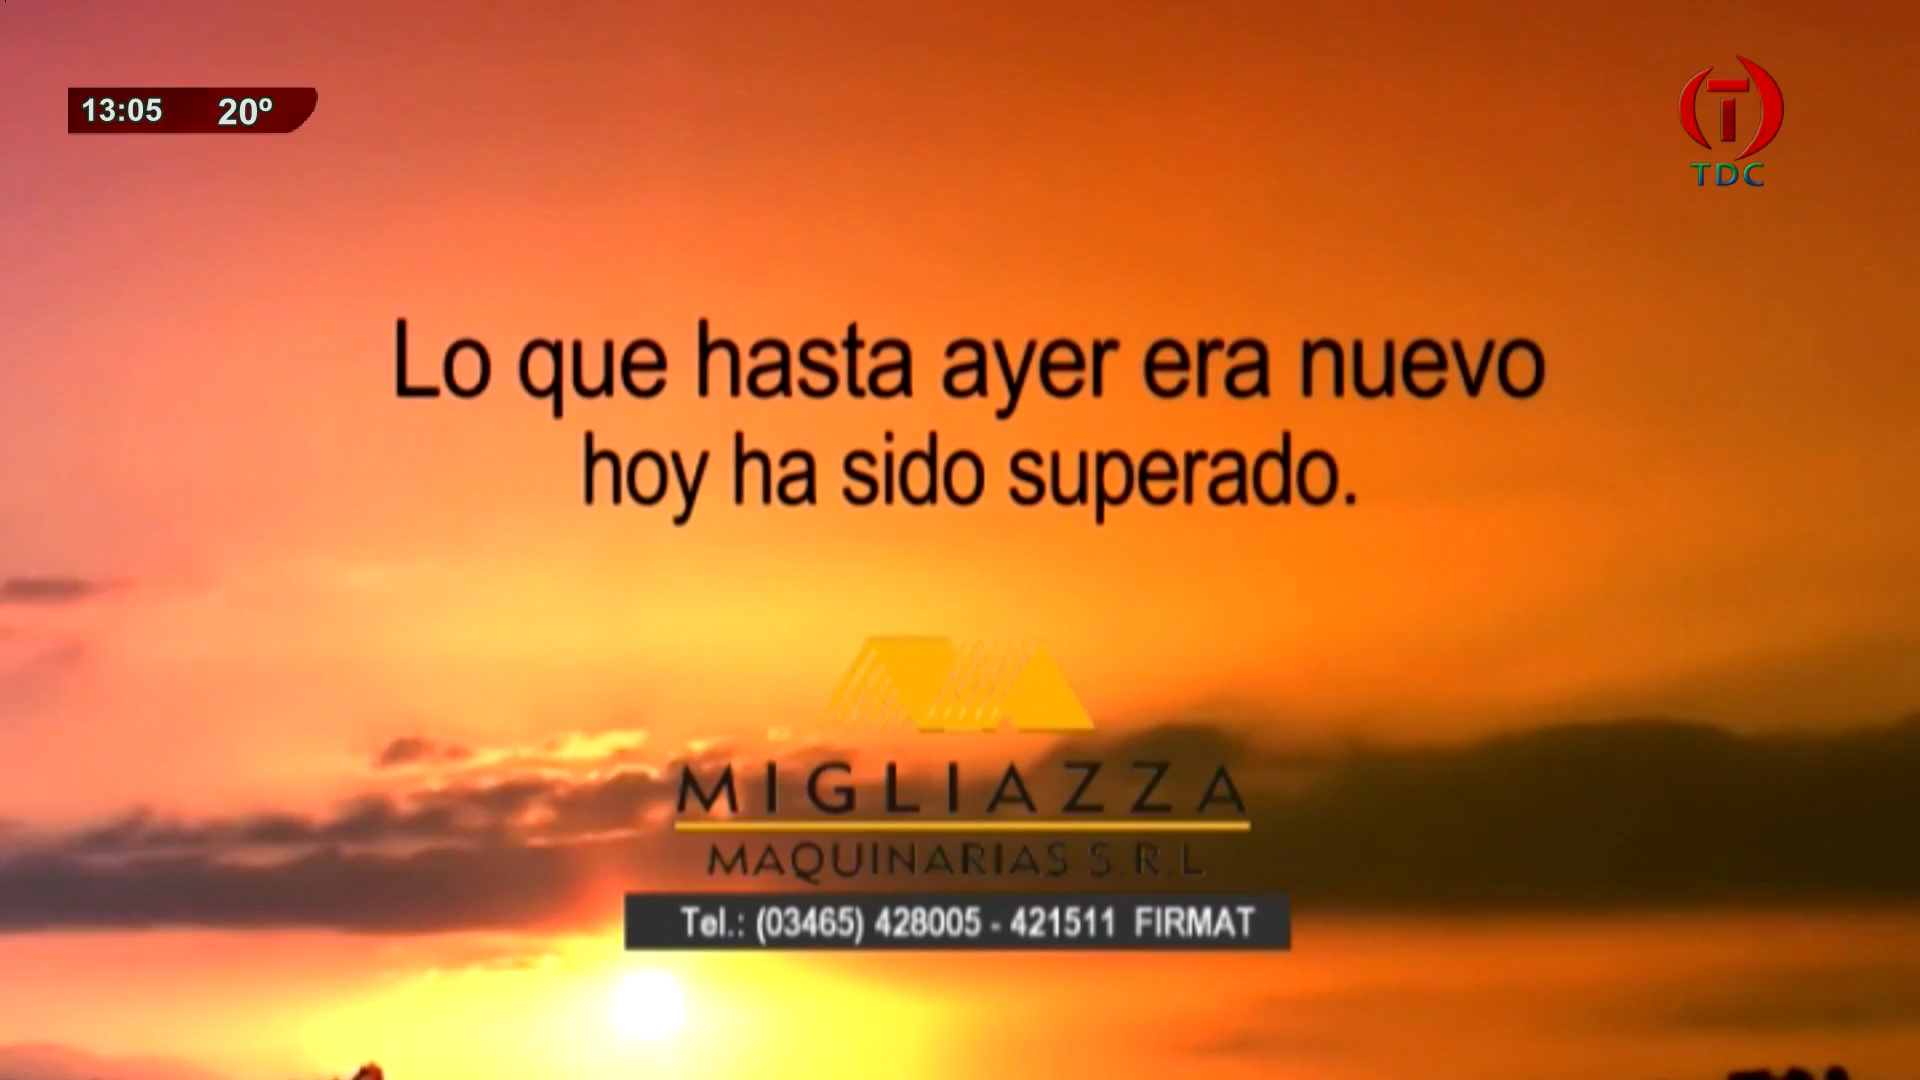 13:05 20º
TDC
Lo que hasta ayer era nuevo
hoy ha sido superado.
MIGLIAZZA
MAQUINARIAS S.R.L
Tel.: (03465) 428005 - 421511 FIRMAT